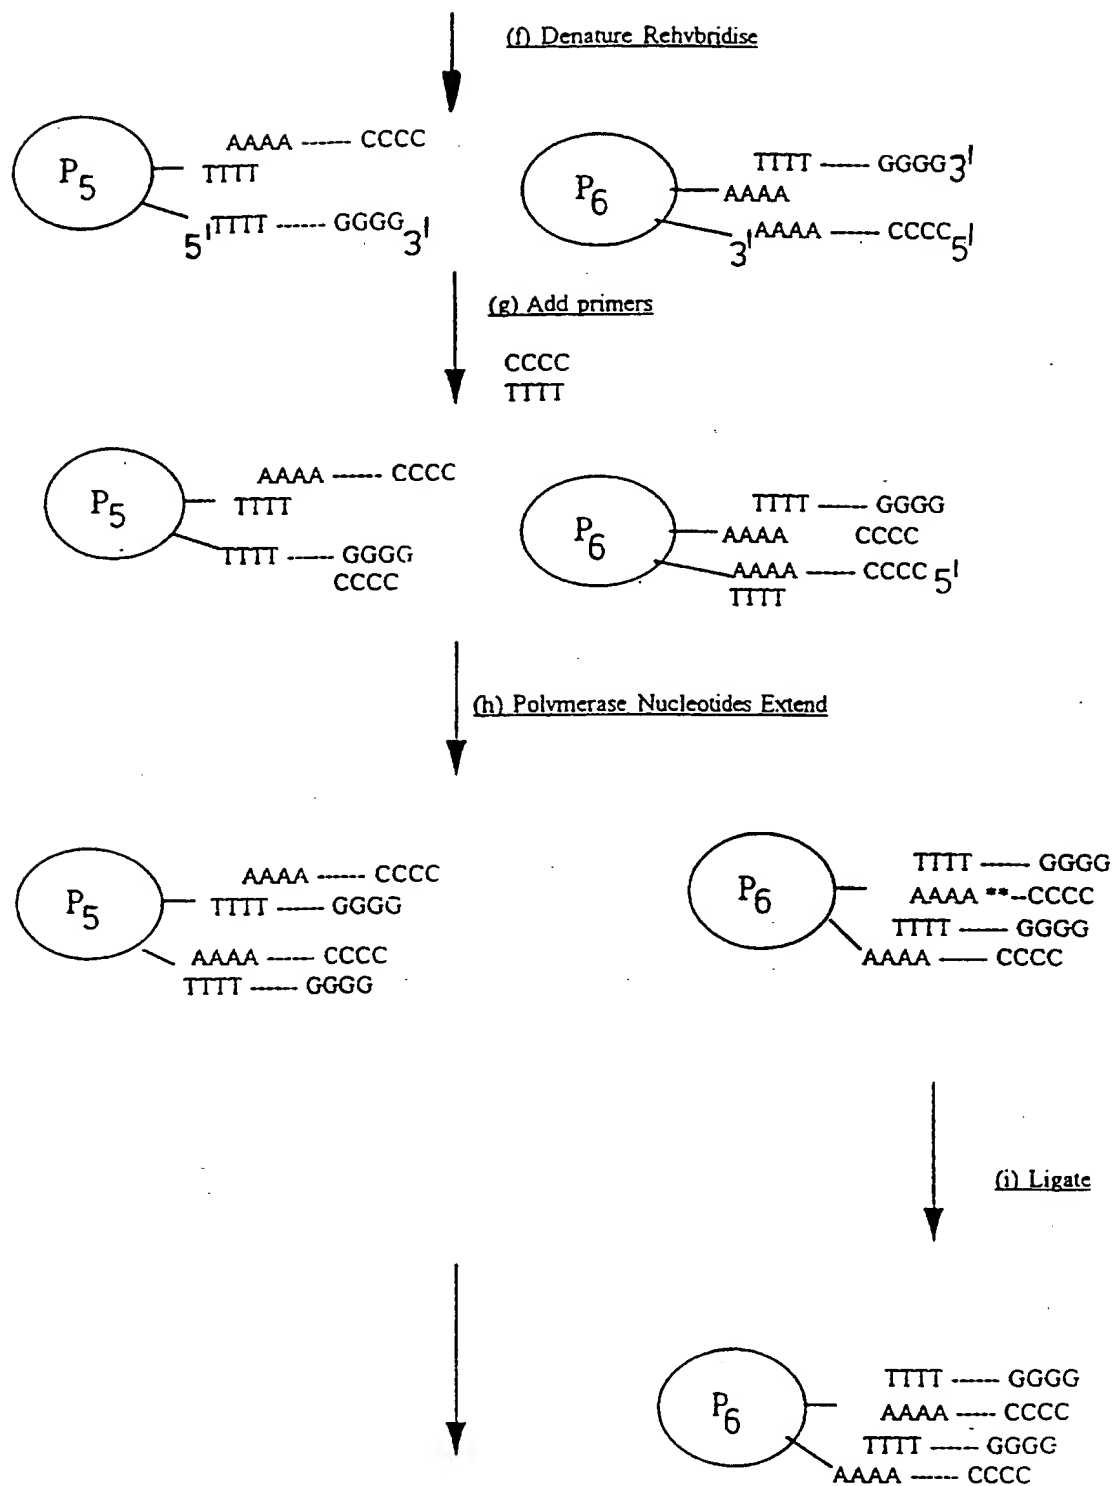 (f) Denature Rehybridise
AAAA ------ CCCC
P5
TTTT
5' TTTT ------ GGGG 3'
TTTT ------ GGGG 3'
P6
AAAA
3' AAAA ------ CCCC 5'
(g) Add primers
CCCC
TTTT
AAAA ------ CCCC
P5
TTTT
TTTT ------ GGGG
CCCC
TTTT ------ GGGG
P6
AAAA CCCC
AAAA ------ CCCC 5'
TTTT
(h) Polymerase Nucleotides Extend
AAAA ------ CCCC
P5
TTTT ------ GGGG
AAAA ------ CCCC
TTTT ------ GGGG
TTTT ------ GGGG
P6
AAAA **--CCCC
TTTT ------ GGGG
AAAA ------ CCCC
(i) Ligate
TTTT ------ GGGG
P6
AAAA ----- CCCC
TTTT ------ GGGG
AAAA ------ CCCC